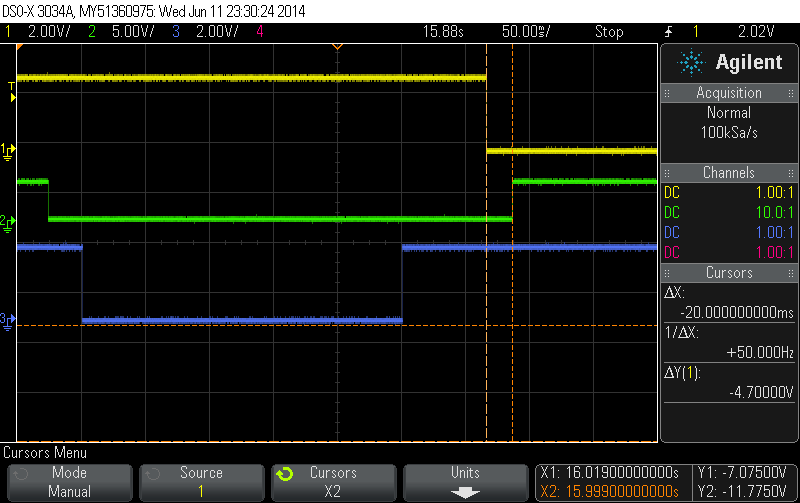 DSO-X 3034A, MY51360975: Wed Jun 11 23:30:24 2014
1 2.00V/ 2 5.00V/ 3 2.00V/ 4 15.88s 50.00ms/ Stop 1 2.02V
Agilent
Acquisition
Normal
100kSa/s
Channels
DC 1.00:1
DC 10.0:1
DC 1.00:1
DC 1.00:1
Cursors
ΔX:
-20.000000000ms
1/ΔX:
+50.000Hz
ΔY(1):
-4.70000V
T
1
2
3
Cursors Menu
Mode
Manual
Source
1
Cursors
X2
Units
X1: 16.01900000000s
X2: 15.99900000000s
Y1: -7.07500V
Y2: -11.7750V